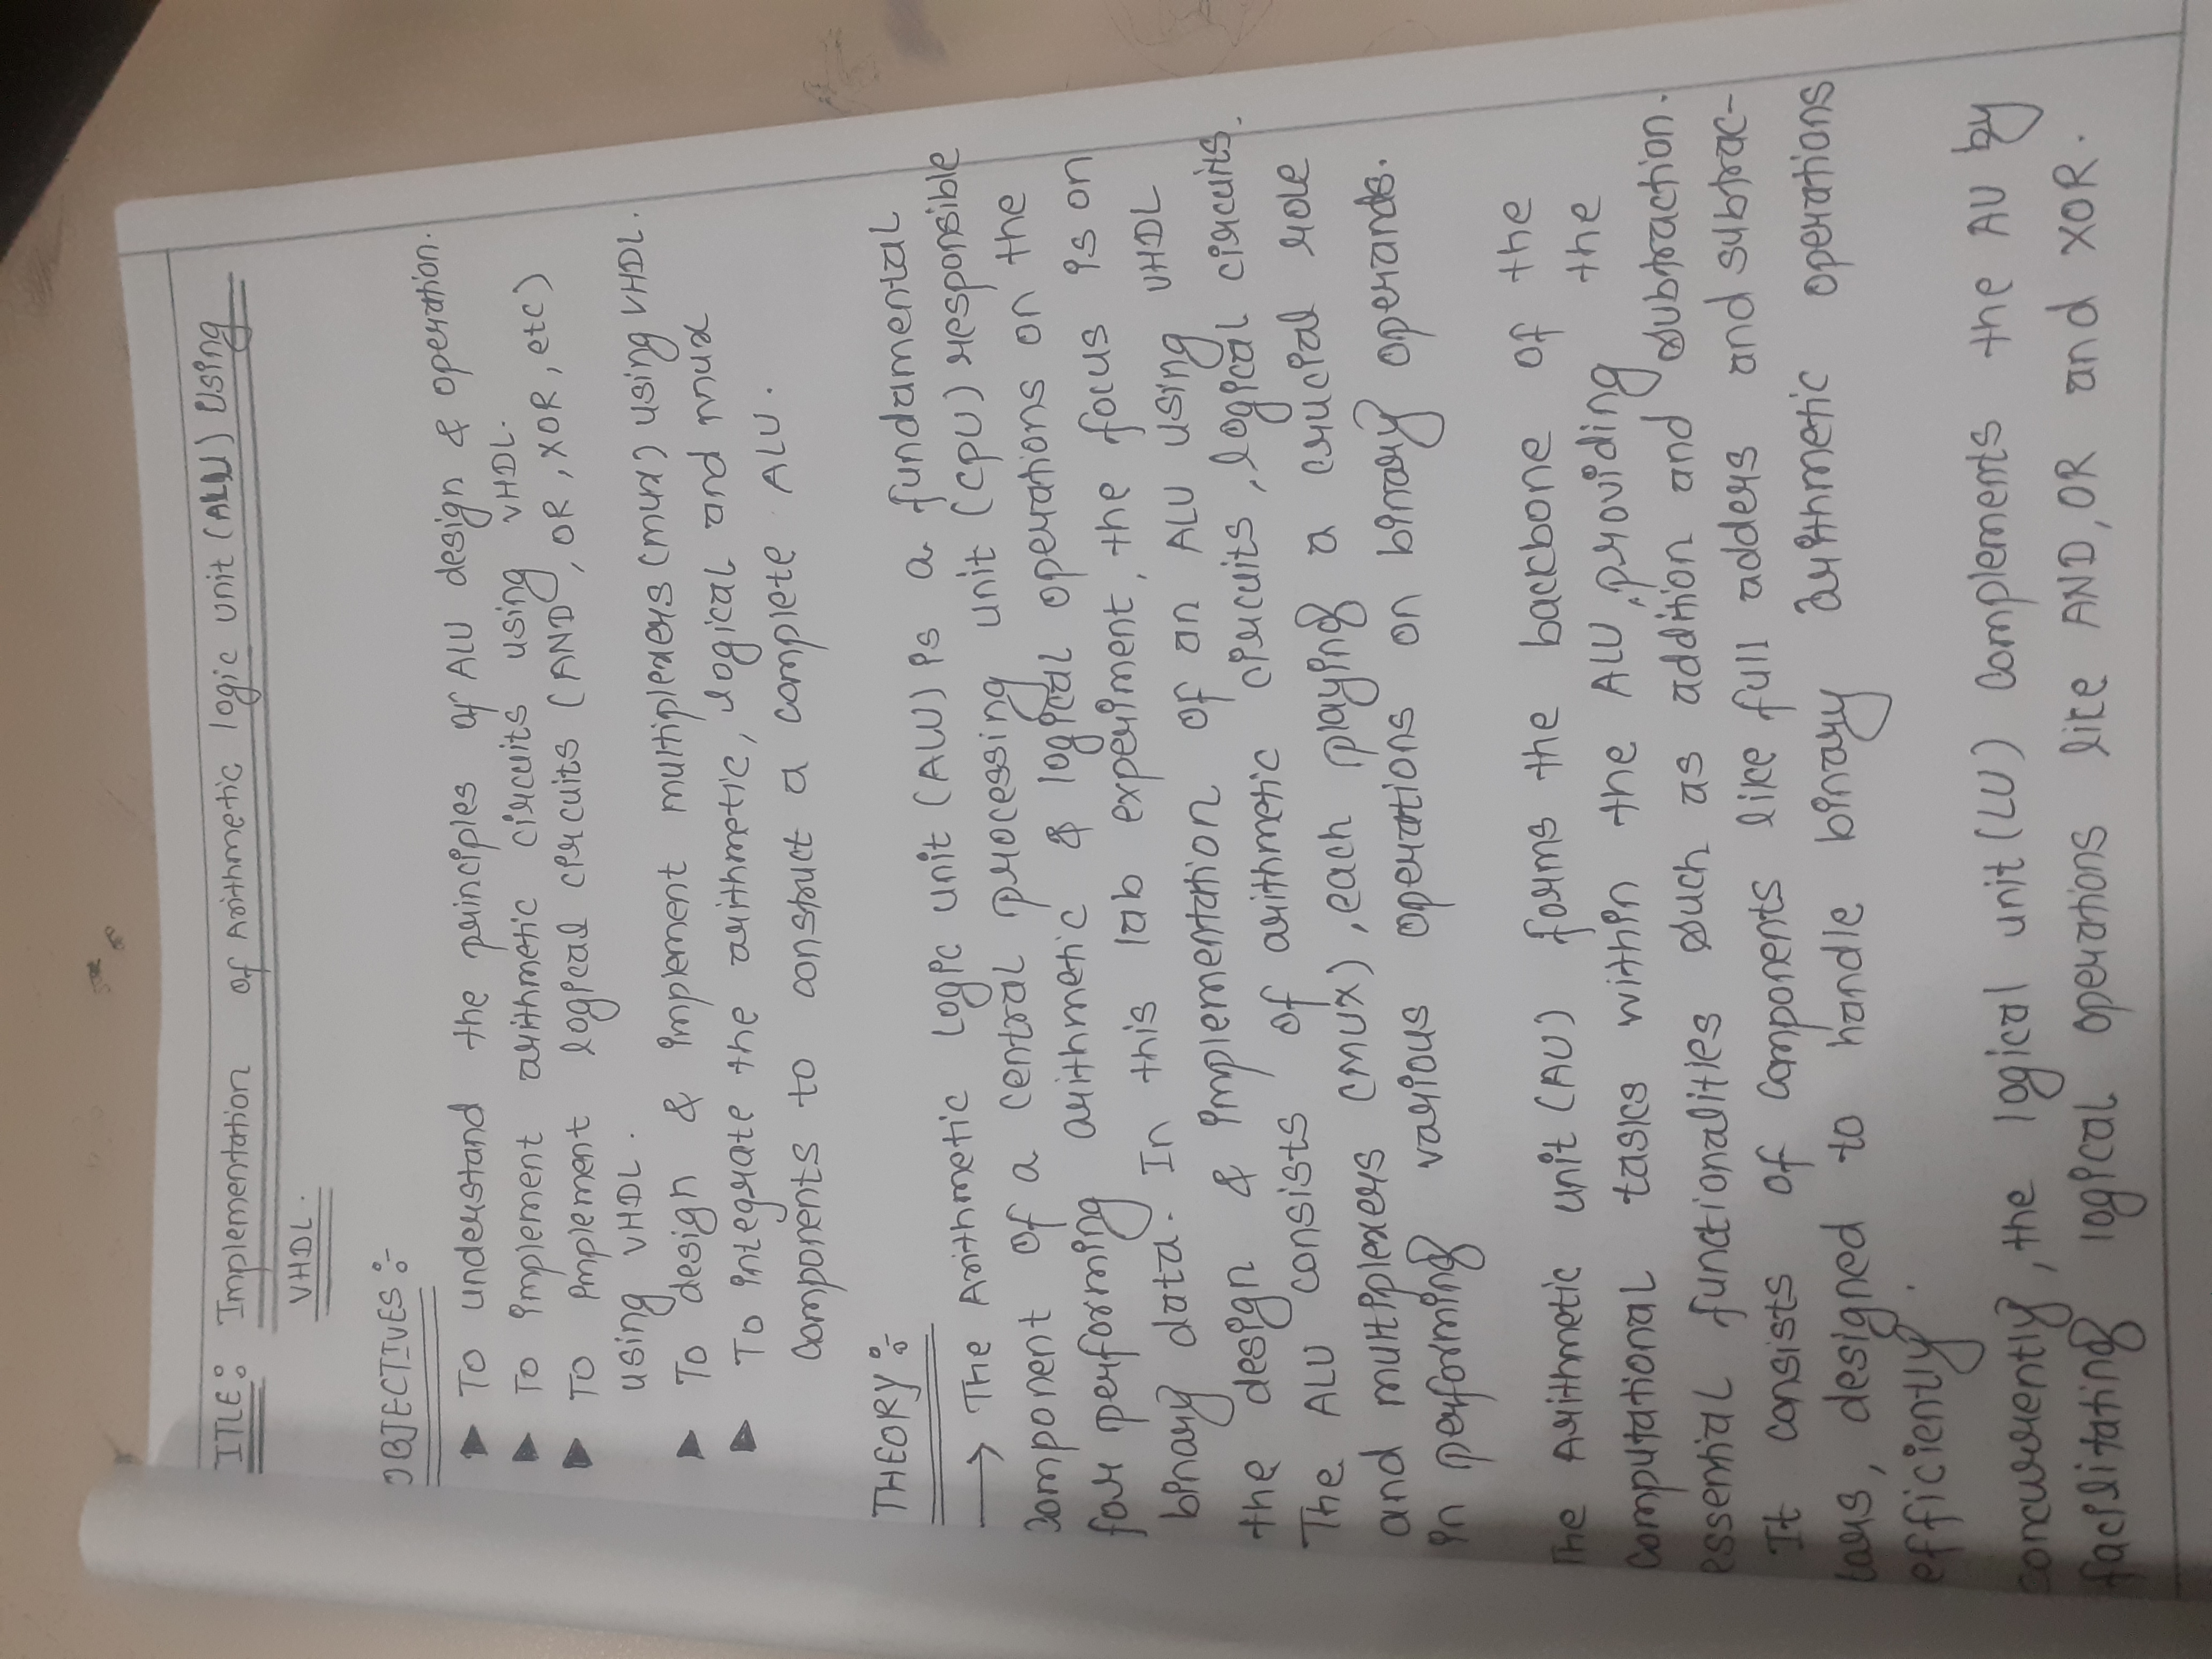 TITLE: Implementation of Arithmetic logic unit (ALU) Using
VHDL.
OBJECTIVES:-
▶ To understand the principles of ALU design & operation.
▶ To implement arithmetic circuits using VHDL.
▶ To implement logical circuits (AND, OR, XOR, etc)
using VHDL.
▶ To design & implement multiplexers (mux) using VHDL.
▶ To integrate the arithmetic, logical and mux
components to construct a complete ALU.
THEORY:-
→ The Arithmetic logic unit (ALU) is a fundamental
component of a central processing unit (CPU) responsible
for performing arithmetic & logical operations on the
binary data. In this lab experiment, the focus is on
the design & implementation of an ALU using VHDL
The ALU consists of arithmetic circuits, logical circuits.
and multiplexers (MUX), each playing a crucial role
in performing various operations on binary operands.
The Arithmetic unit (AU) forms the backbone of the
computational tasks within the ALU, providing the
essential functionalities such as addition and subtraction.
It consists of components like full adders and subtrac-
tors, designed to handle binary arithmetic operations
efficiently.
concurrently, the logical unit (LU) complements the AU by
facilitating logical operations like AND, OR and XOR.